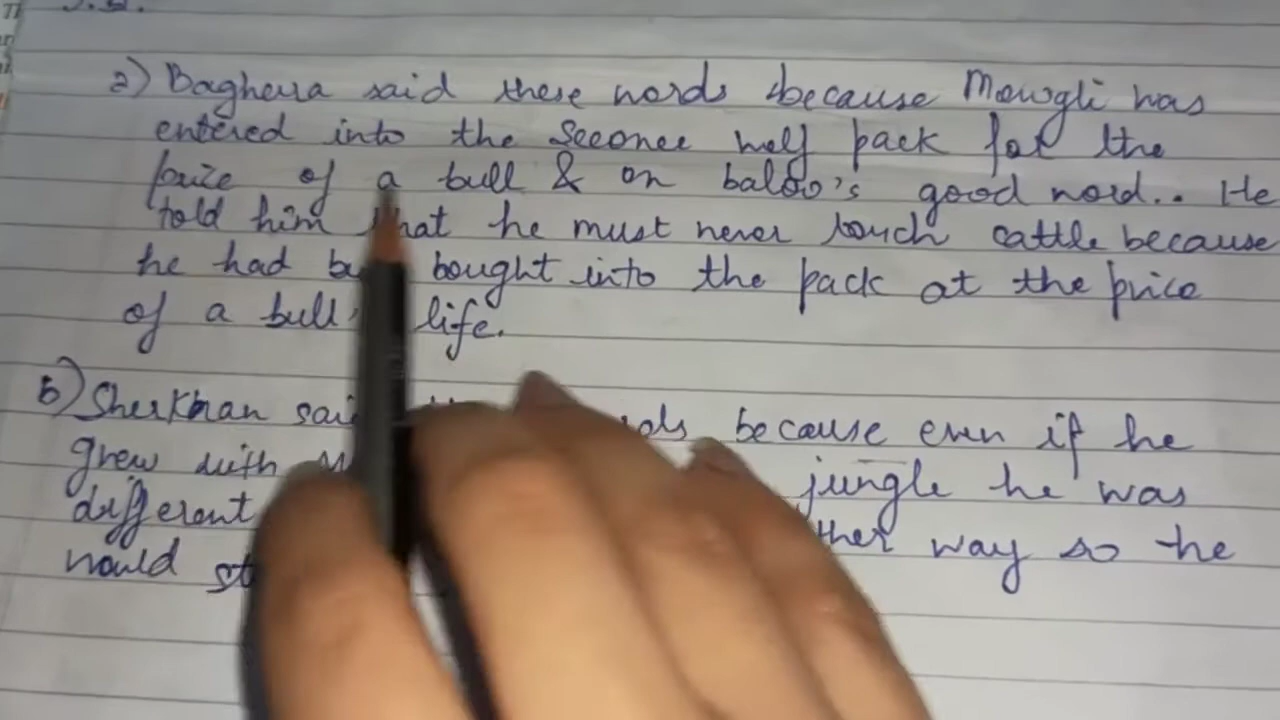 a) Bagheura said these words because Mowgli was
entered into the Seeonee wolf pack for the
price of a bull & on baloo's good word.. He
told him that he must never touch cattle because
he had bought into the pack at the price
of a bull life.
b) SherKhan said because even if he
grew with jungle he was
different way so he
would